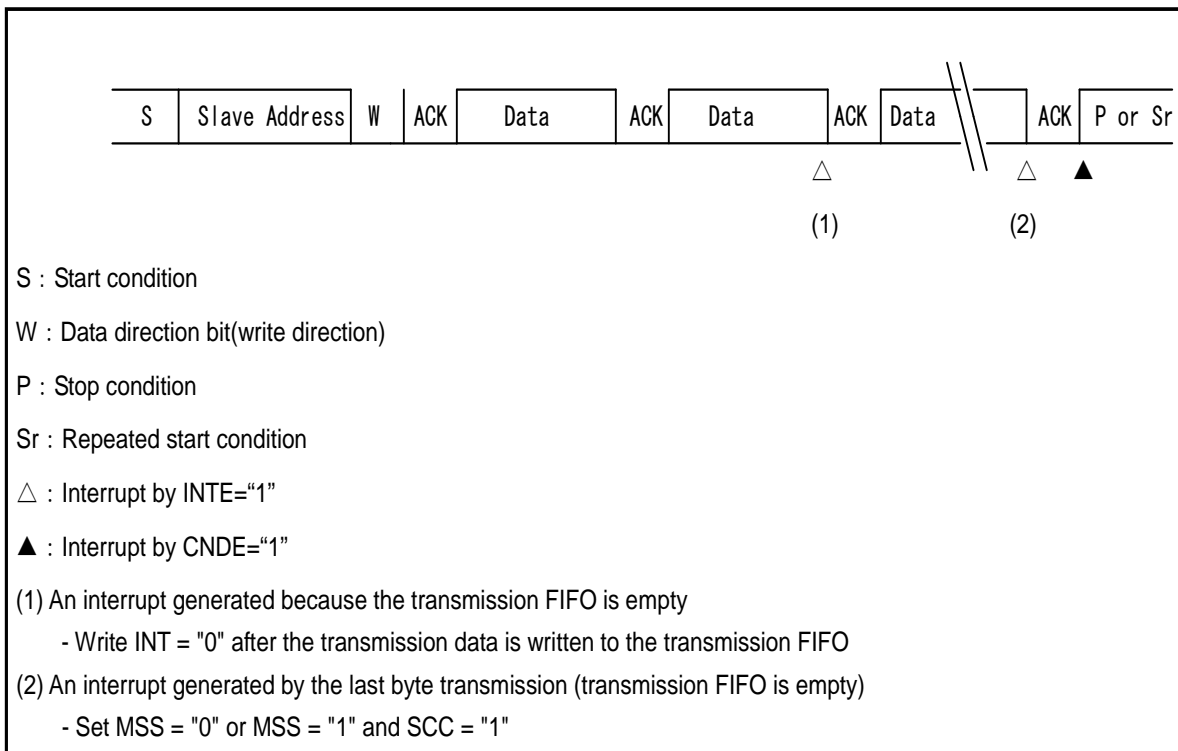 S Slave Address W ACK Data ACK Data ACK Data ACK P or Sr
△ △ ▲
(1) (2)
S : Start condition
W : Data direction bit(write direction)
P : Stop condition
Sr : Repeated start condition
△ : Interrupt by INTE=“1”
▲ : Interrupt by CNDE=“1”
(1) An interrupt generated because the transmission FIFO is empty
- Write INT = "0" after the transmission data is written to the transmission FIFO
(2) An interrupt generated by the last byte transmission (transmission FIFO is empty)
- Set MSS = "0" or MSS = "1" and SCC = "1"